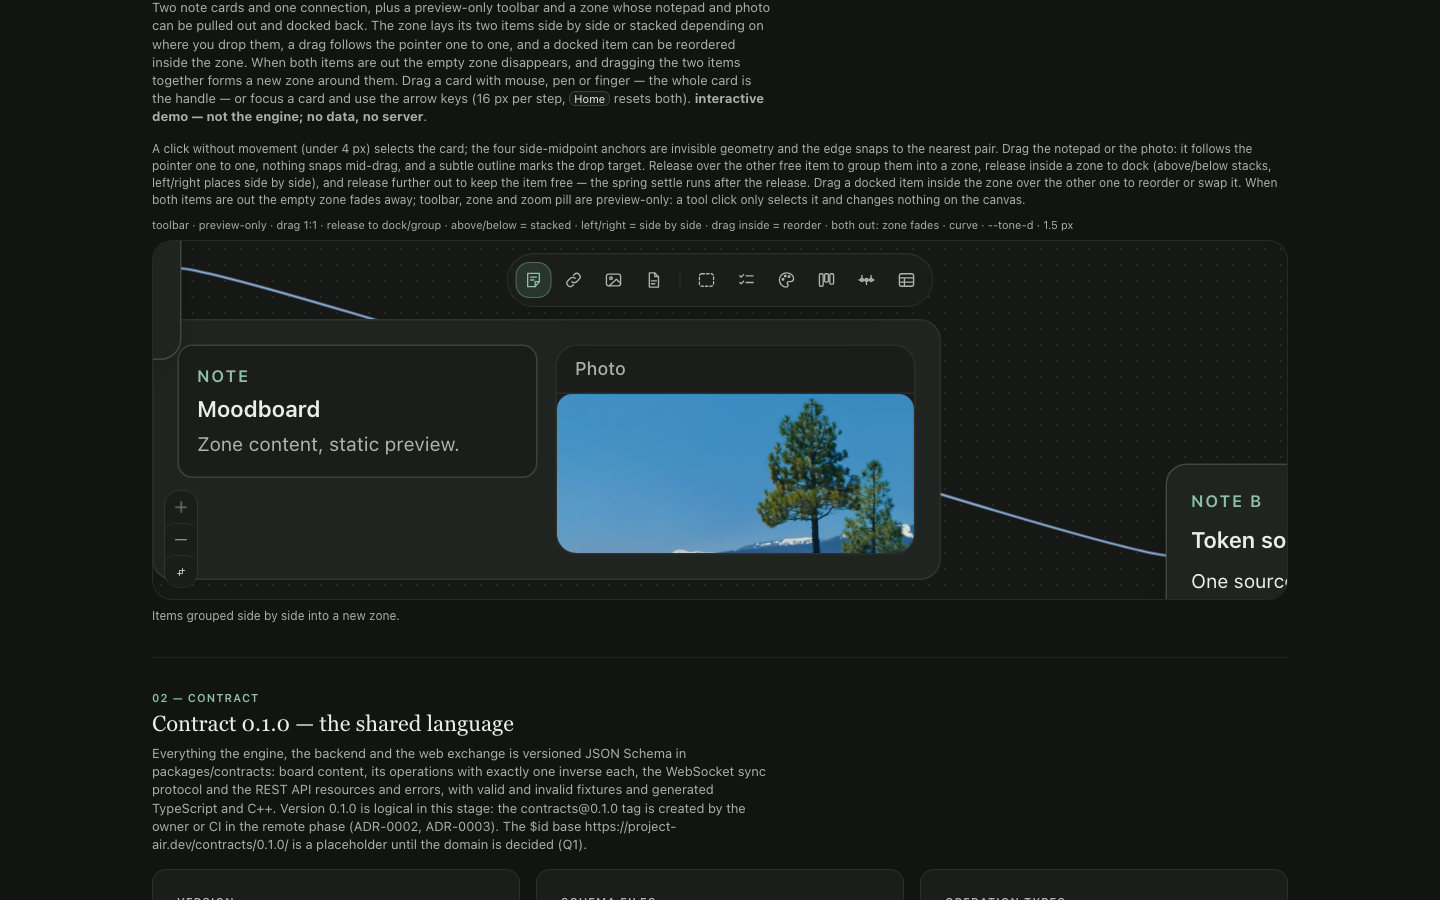 Two note cards and one connection, plus a preview-only toolbar and a zone whose notepad and photo
can be pulled out and docked back. The zone lays its two items side by side or stacked depending on
where you drop them, a drag follows the pointer one to one, and a docked item can be reordered
inside the zone. When both items are out the empty zone disappears, and dragging the two items
together forms a new zone around them. Drag a card with mouse, pen or finger — the whole card is
the handle — or focus a card and use the arrow keys (16 px per step, Home resets both). interactive
demo — not the engine; no data, no server.
A click without movement (under 4 px) selects the card; the four side-midpoint anchors are invisible geometry and the edge snaps to the nearest pair. Drag the notepad or the photo: it follows the
pointer one to one, nothing snaps mid-drag, and a subtle outline marks the drop target. Release over the other free item to group them into a zone, release inside a zone to dock (above/below stacks,
left/right places side by side), and release further out to keep the item free — the spring settle runs after the release. Drag a docked item inside the zone over the other one to reorder or swap it. When
both items are out the empty zone fades away; toolbar, zone and zoom pill are preview-only: a tool click only selects it and changes nothing on the canvas.
toolbar · preview-only · drag 1:1 · release to dock/group · above/below = stacked · left/right = side by side · drag inside = reorder · both out: zone fades · curve · --tone-d · 1.5 px
NOTE
Moodboard
Zone content, static preview.
Photo
NOTE B
Token so
One source
Items grouped side by side into a new zone.
02 — CONTRACT
Contract 0.1.0 — the shared language
Everything the engine, the backend and the web exchange is versioned JSON Schema in
packages/contracts: board content, its operations with exactly one inverse each, the WebSocket sync
protocol and the REST API resources and errors, with valid and invalid fixtures and generated
TypeScript and C++. Version 0.1.0 is logical in this stage: the contracts@0.1.0 tag is created by the
owner or CI in the remote phase (ADR-0002, ADR-0003). The $id base https://project-
air.dev/contracts/0.1.0/ is a placeholder until the domain is decided (Q1).
VERSION
SCHEMA FILES
OPERATION TYPES